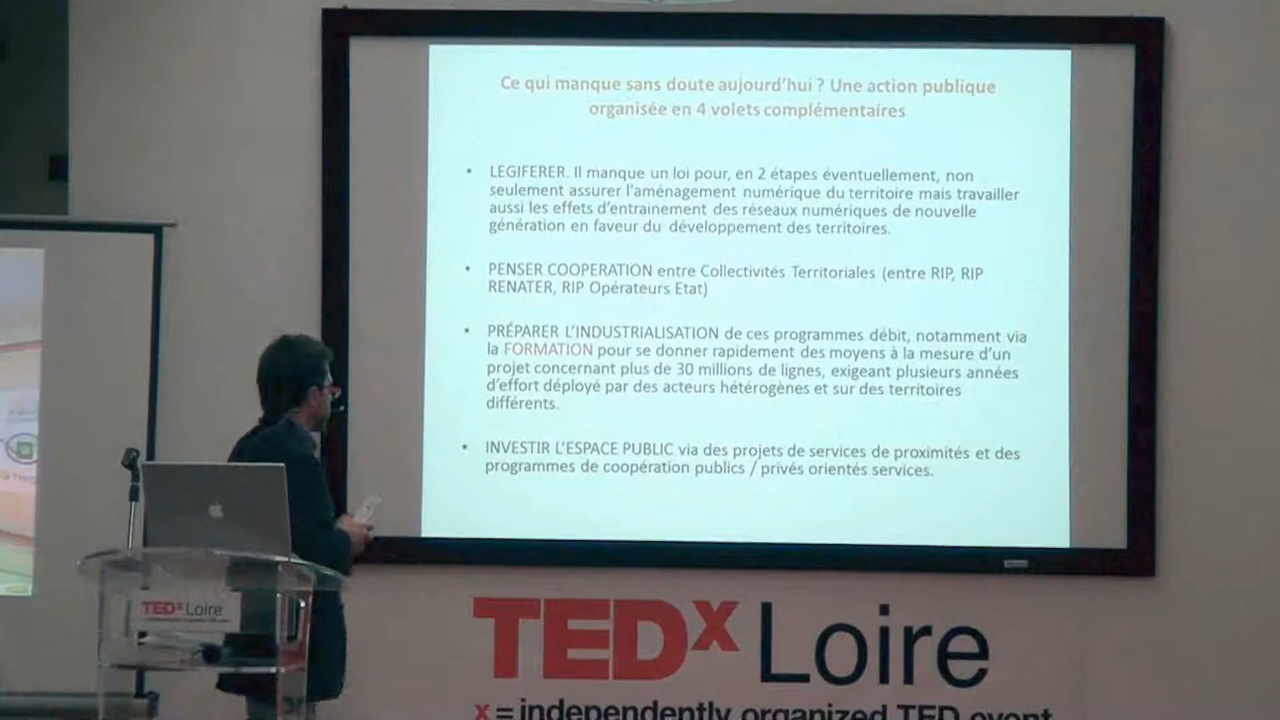 Ce qui manque sans doute aujourd'hui ? Une action publique
organisée en 4 volets complémentaires
• LEGIFERER. Il manque un loi pour, en 2 étapes éventuellement, non
seulement assurer l'aménagement numérique du territoire mais travailler
aussi les effets d'entrainement des réseaux numériques de nouvelle
génération en faveur du développement des territoires.
• PENSER COOPERATION entre Collectivités Territoriales (entre RIP, RIP
RENATER, RIP Opérateurs Etat)
• PRÉPARER L'INDUSTRIALISATION de ces programmes débit, notamment via
la FORMATION pour se donner rapidement des moyens à la mesure d'un
projet concernant plus de 30 millions de lignes, exigeant plusieurs années
d'effort déployé par des acteurs hétérogènes et sur des territoires
différents.
• INVESTIR L'ESPACE PUBLIC via des projets de services de proximités et des
programmes de coopération publics / privés orientés services.
TEDx Loire
TEDx Loire
x = independently organized TED event